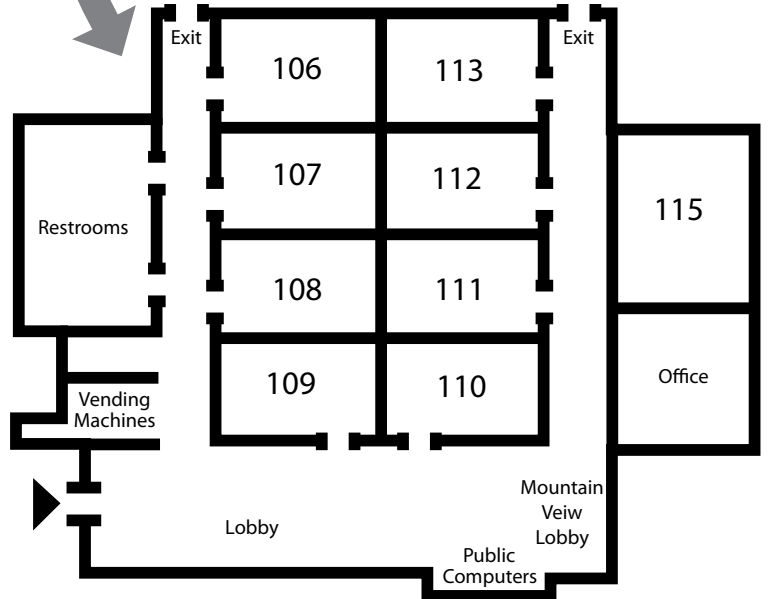 Exit
Exit
106
113
107
112
115
Restrooms
108
111
109
110
Office
Vending
Machines
Mountain
Veiw
Lobby
Lobby
Public
Computers